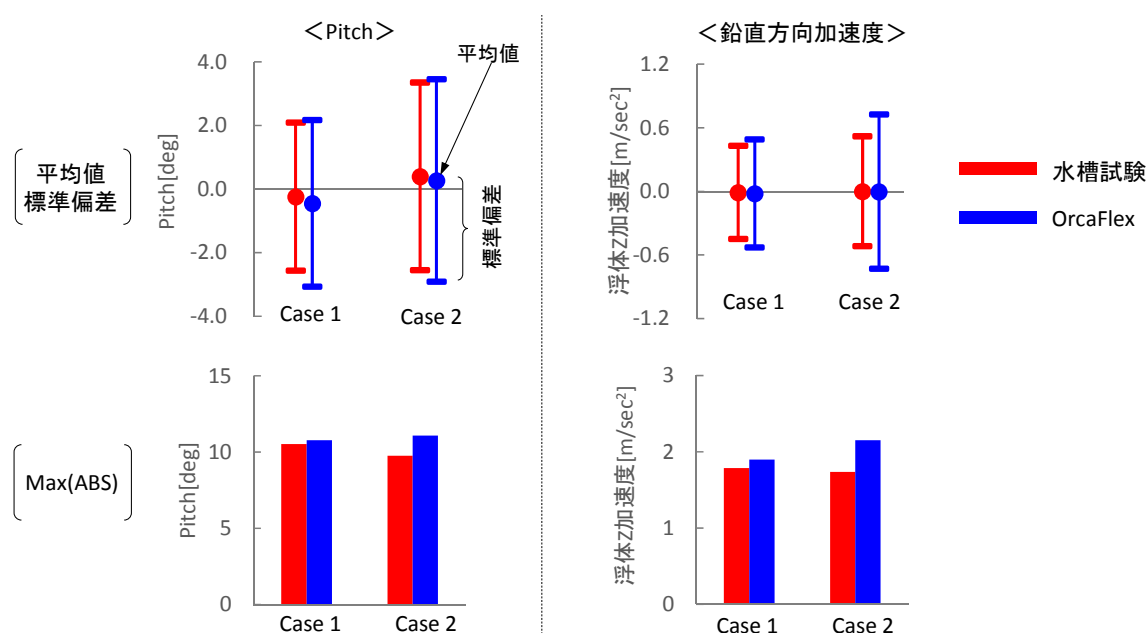 ＜Pitch＞
平均値
4.0
2.0
0.0
-2.0
-4.0
Pitch[deg]
標準偏差
Case 1
Case 2
平均値
標準偏差
＜鉛直方向加速度＞
1.2
0.6
0.0
-0.6
-1.2
浮体Z加速度[m/sec²]
Case 1
Case 2
水槽試験
OrcaFlex
Max(ABS)
15
10
5
0
Pitch[deg]
Case 1
Case 2
3
2
1
0
浮体Z加速度[m/sec²]
Case 1
Case 2